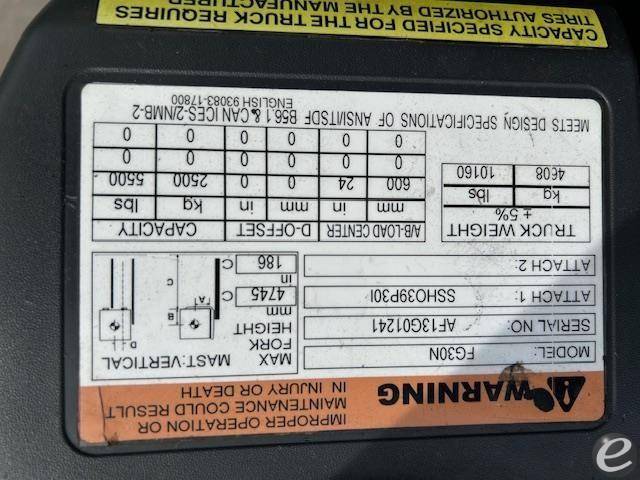 WARNING
IMPROPER OPERATION OR
MAINTENANCE COULD RESULT
IN INJURY OR DEATH
MODEL: FG30N
SERIAL NO: AF13G01241
ATTACH 1: SSHO39P30I
ATTACH 2:
MAX
FORK
HEIGHT
mm
4745
in
186
MAST:VERTICAL
A
B
C
C
C
D
TRUCK WEIGHT
± 5%
kg lbs
4608 10160
A/B-LOAD CENTER D-OFFSET CAPACITY
mm in mm in kg lbs
600 24 0 0 2500 5500
0 0 0 0 0 0
0 0 0 0 0 0
MEETS DESIGN SPECIFICATIONS OF ANSI/ITSDF B56.1 & CAN ICES-2/NMB-2
ENGLISH 93083-17800
CAPACITY SPECIFIED FOR THE TRUCK REQUIRES
TIRES AUTHORIZED BY THE MANUFACTURER
e